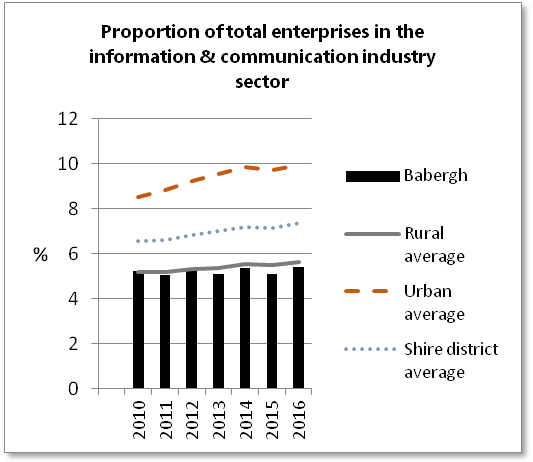 Proportion of total enterprises in the
information & communication industry
sector
12
10
8
6
4
2
0
%
2010
2011
2012
2013
2014
2015
2016
Babergh
Rural
average
Urban
average
Shire district
average